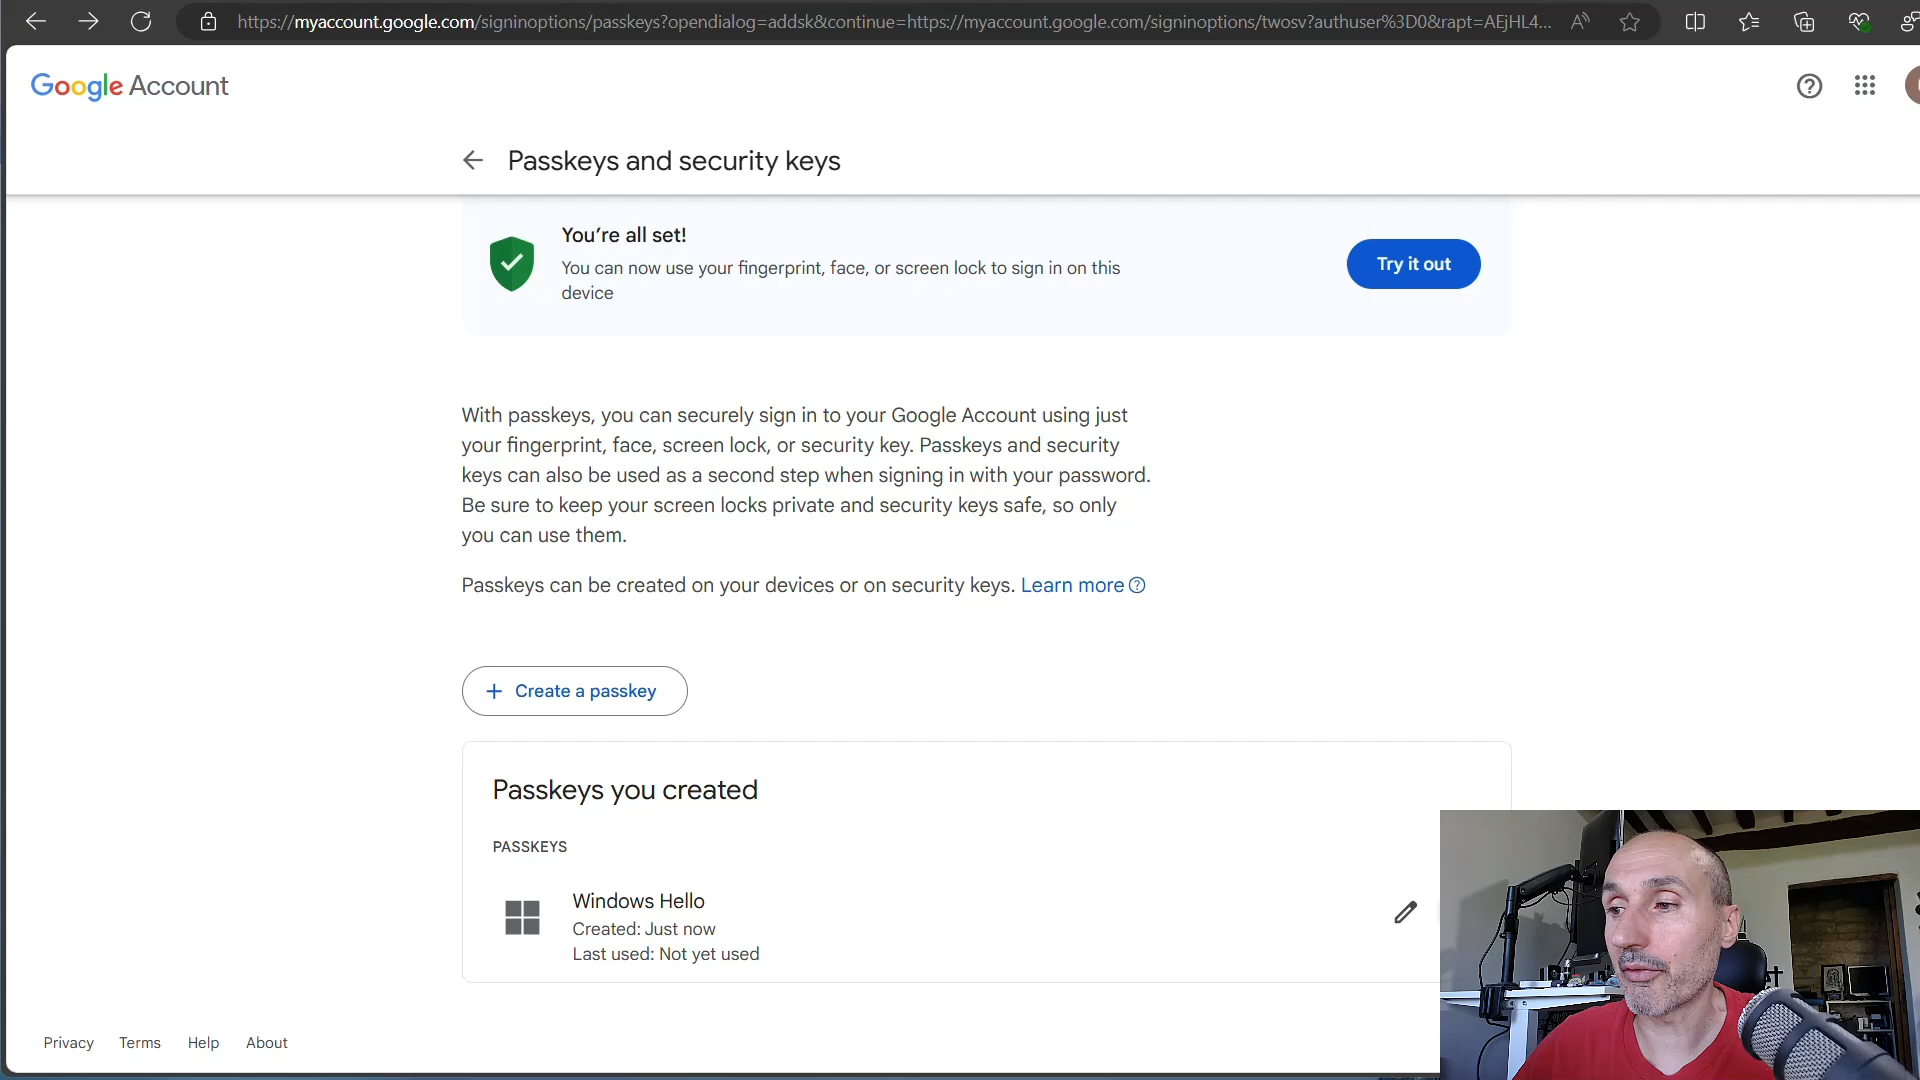 https://myaccount.google.com/signinoptions/passkeys?opendialog=addsk&continue=https://myaccount.google.com/signinoptions/twosv?authuser%3D0&rapt=AEjHL4...
Google Account
Passkeys and security keys
You're all set!
You can now use your fingerprint, face, or screen lock to sign in on this
device
Try it out
With passkeys, you can securely sign in to your Google Account using just
your fingerprint, face, screen lock, or security key. Passkeys and security
keys can also be used as a second step when signing in with your password.
Be sure to keep your screen locks private and security keys safe, so only
you can use them.
Passkeys can be created on your devices or on security keys. Learn more
+ Create a passkey
Passkeys you created
PASSKEYS
Windows Hello
Created: Just now
Last used: Not yet used
Privacy Terms Help About